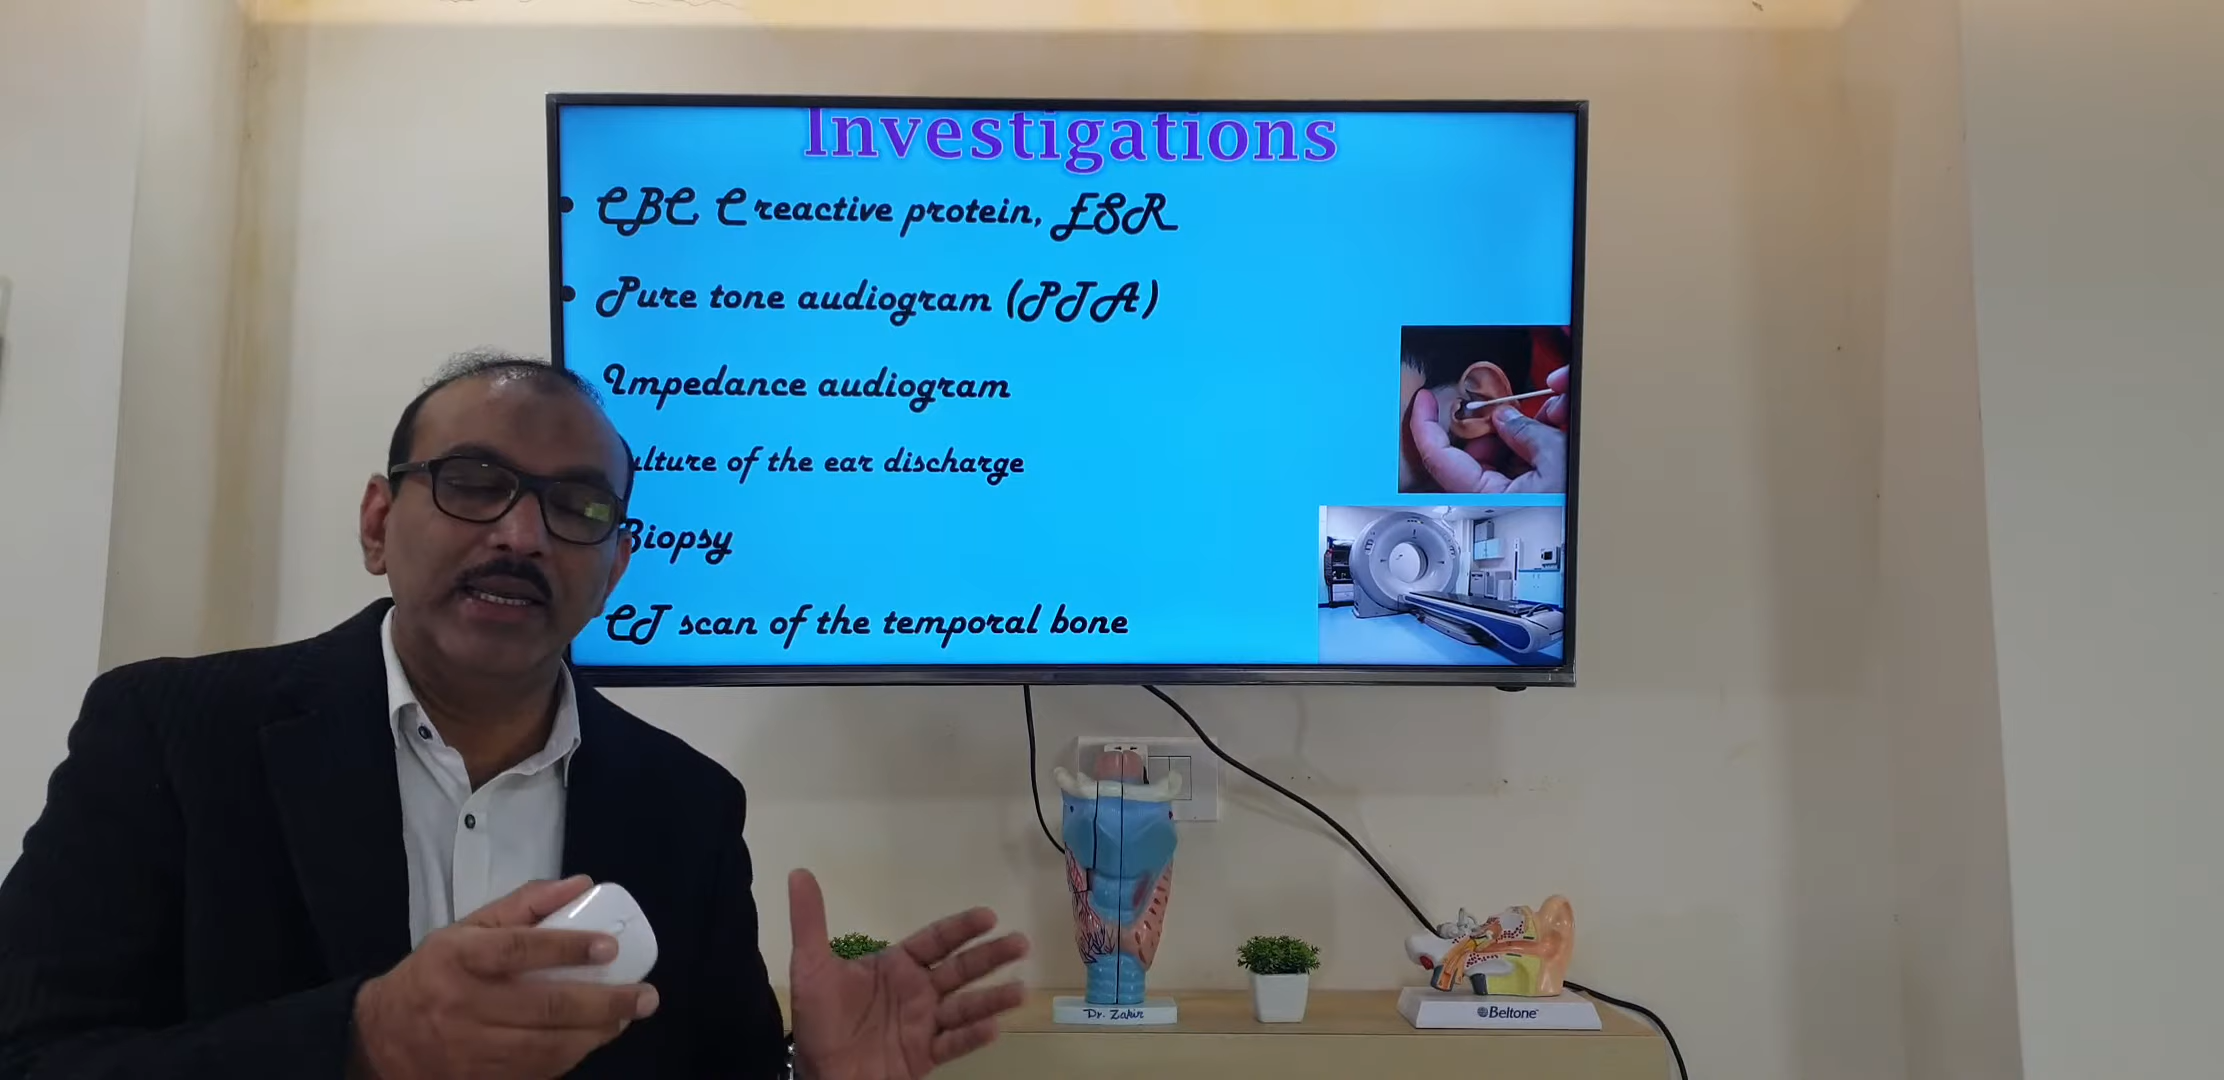 Investigations
• CBC C reactive protein, ESR
• Pure tone audiogram (PTA)
Impedance audiogram
ulture of the ear discharge
Biopsy
CT scan of the temporal bone
Dr. Zakir
Beltone